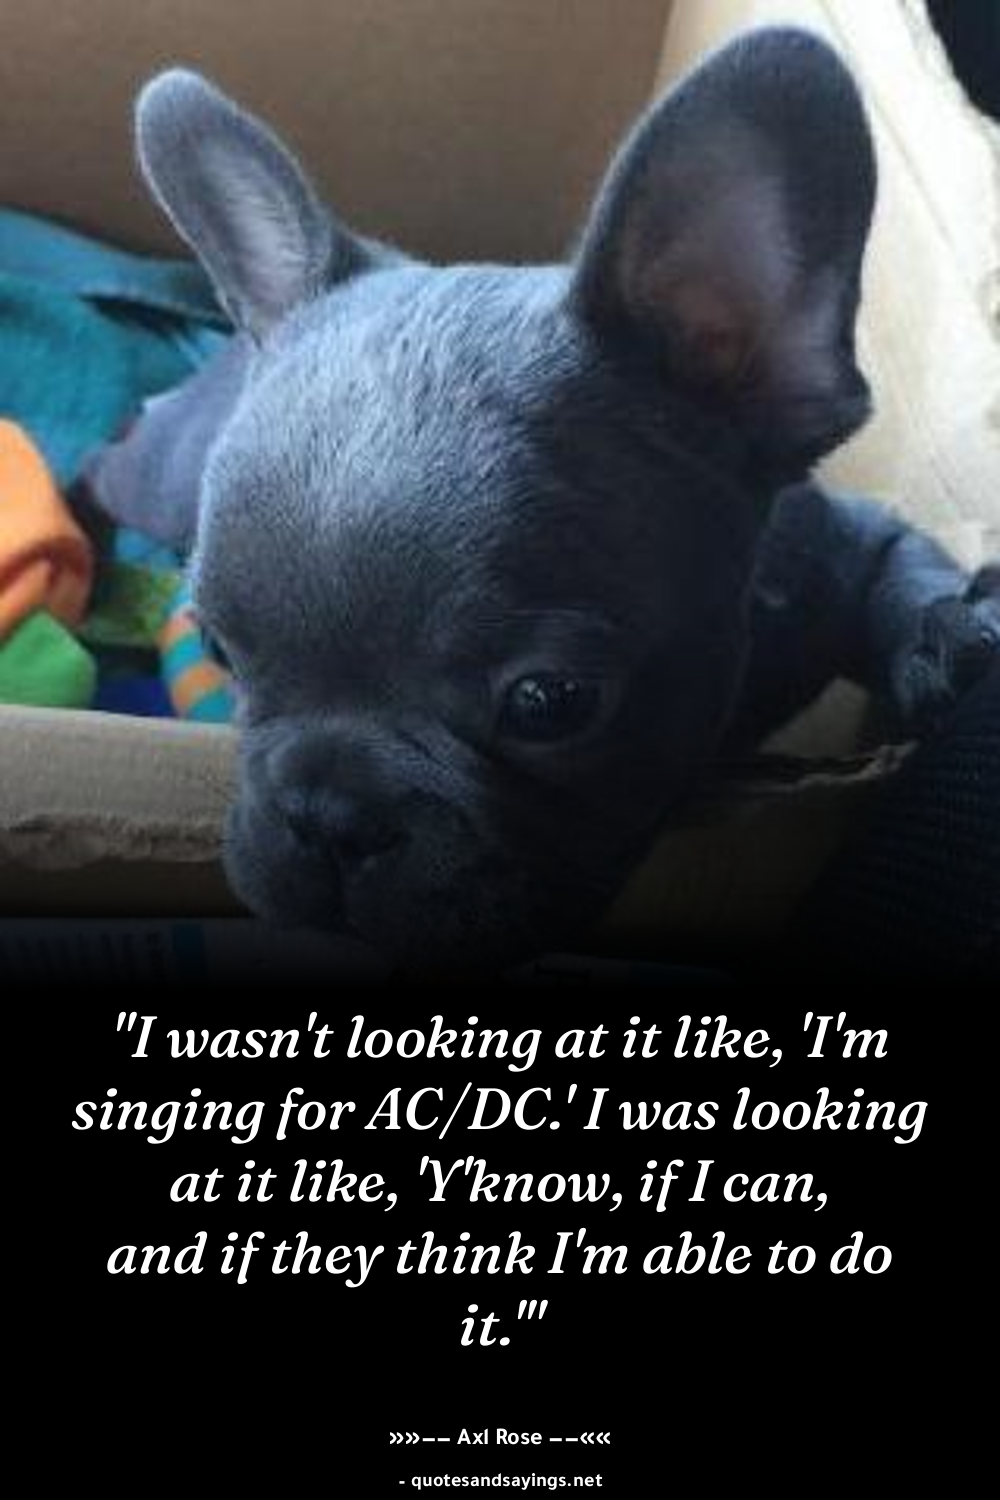 "I wasn't looking at it like, 'I'm
singing for AC/DC.' I was looking
at it like, 'Y'know, if I can,
and if they think I'm able to do
it.'"
»»–– Axl Rose ––««
- quotesandsayings.net